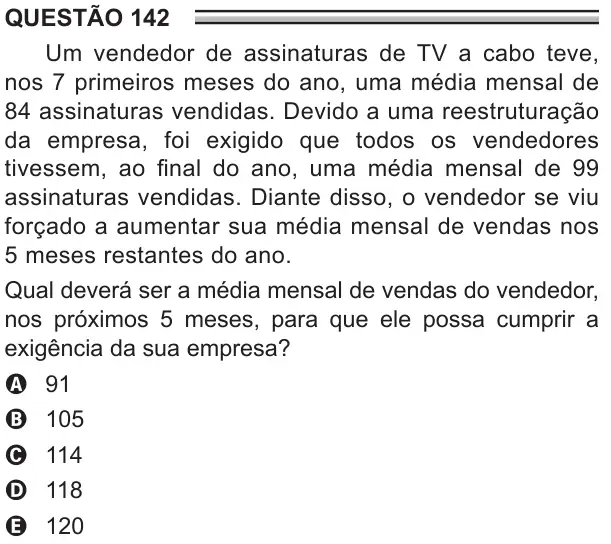 QUESTÃO 142
Um vendedor de assinaturas de TV a cabo teve,
nos 7 primeiros meses do ano, uma média mensal de
84 assinaturas vendidas. Devido a uma reestruturação
da empresa, foi exigido que todos os vendedores
tivessem, ao final do ano, uma média mensal de 99
assinaturas vendidas. Diante disso, o vendedor se viu
forçado a aumentar sua média mensal de vendas nos
5 meses restantes do ano.
Qual deverá ser a média mensal de vendas do vendedor,
nos próximos 5 meses, para que ele possa cumprir a
exigência da sua empresa?
A 91
B 105
C 114
D 118
E 120